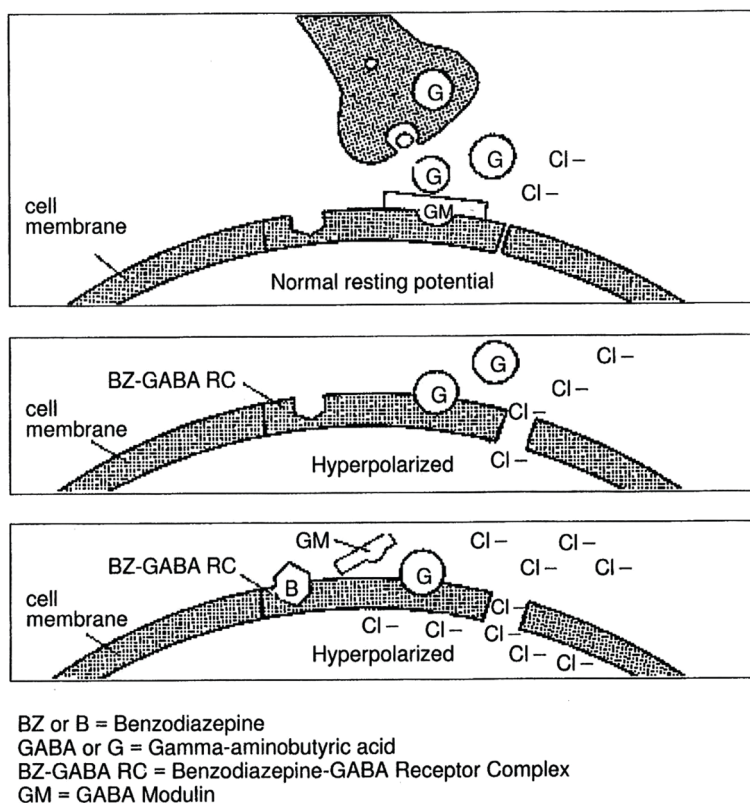 G
G
Cl–
G
Cl–
GM
cell
membrane
Normal resting potential
G
Cl–
BZ-GABA RC
G
Cl–
Cl–
cell
membrane
Hyperpolarized
Cl–
GM
Cl–
Cl–
BZ-GABA RC
B
G
Cl–
Cl–
cell
membrane
Cl–
Cl–
Cl–
Cl–
Hyperpolarized
Cl–
Cl–
BZ or B = Benzodiazepine
GABA or G = Gamma-aminobutyric acid
BZ-GABA RC = Benzodiazepine-GABA Receptor Complex
GM = GABA Modulin